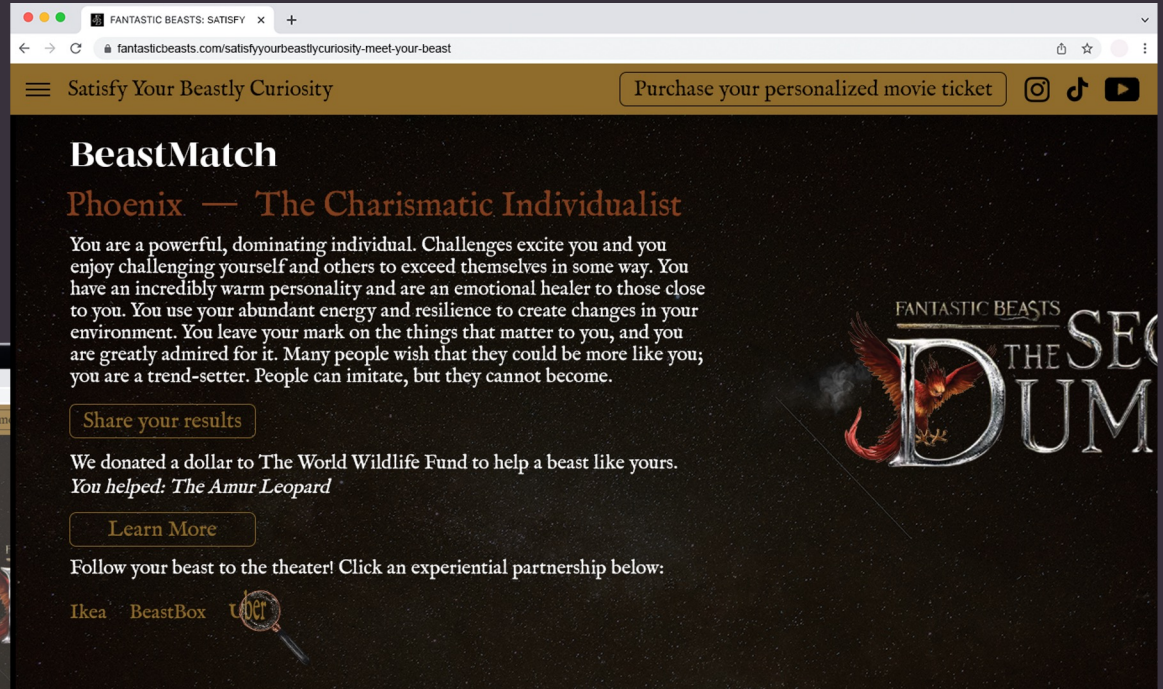 FANTASTIC BEASTS: SATISFY
fantasticbeasts.com/satisfyyourbeastlycuriosity-meet-your-beast
Satisfy Your Beastly Curiosity
Purchase your personalized movie ticket
BeastMatch
Phoenix — The Charismatic Individualist
You are a powerful, dominating individual. Challenges excite you and you
enjoy challenging yourself and others to exceed themselves in some way. You
have an incredibly warm personality and are an emotional healer to those close
to you. You use your abundant energy and resilience to create changes in your
environment. You leave your mark on the things that matter to you, and you
are greatly admired for it. Many people wish that they could be more like you;
you are a trend-setter. People can imitate, but they cannot become.
Share your results
We donated a dollar to The World Wildlife Fund to help a beast like yours.
You helped: The Amur Leopard
Learn More
Follow your beast to the theater! Click an experiential partnership below:
Ikea BeastBox Uber
FANTASTIC BEASTS
THE SEC
DUM